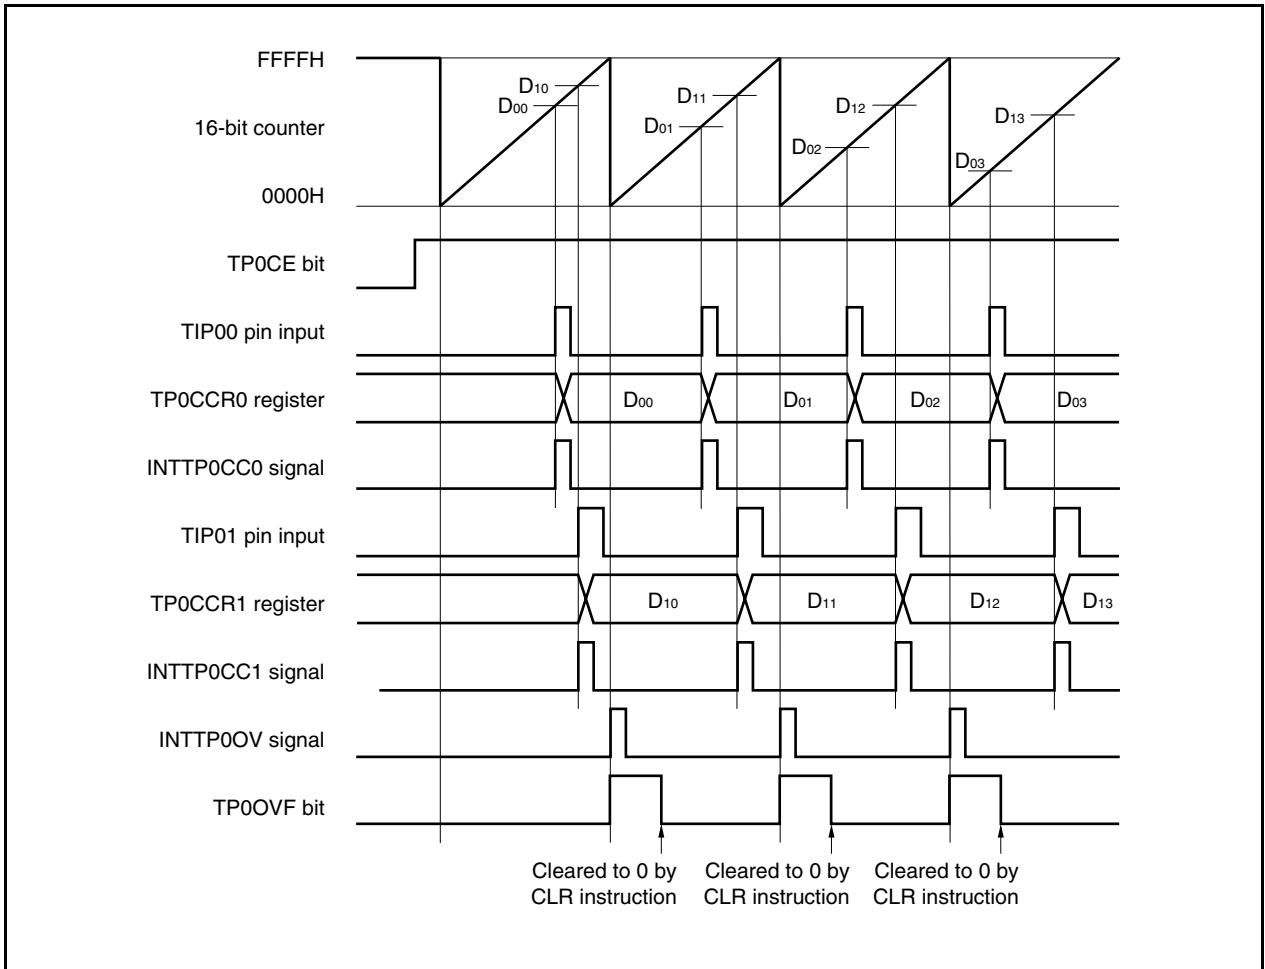 FFFFH
D10
D00
D11
D01
D12
D02
D13
D03
16-bit counter
0000H
TP0CE bit
TIP00 pin input
TP0CCR0 register
D00
D01
D02
D03
INTTP0CC0 signal
TIP01 pin input
TP0CCR1 register
D10
D11
D12
D13
INTTP0CC1 signal
INTTP0OV signal
TP0OVF bit
Cleared to 0 by
CLR instruction
Cleared to 0 by
CLR instruction
Cleared to 0 by
CLR instruction